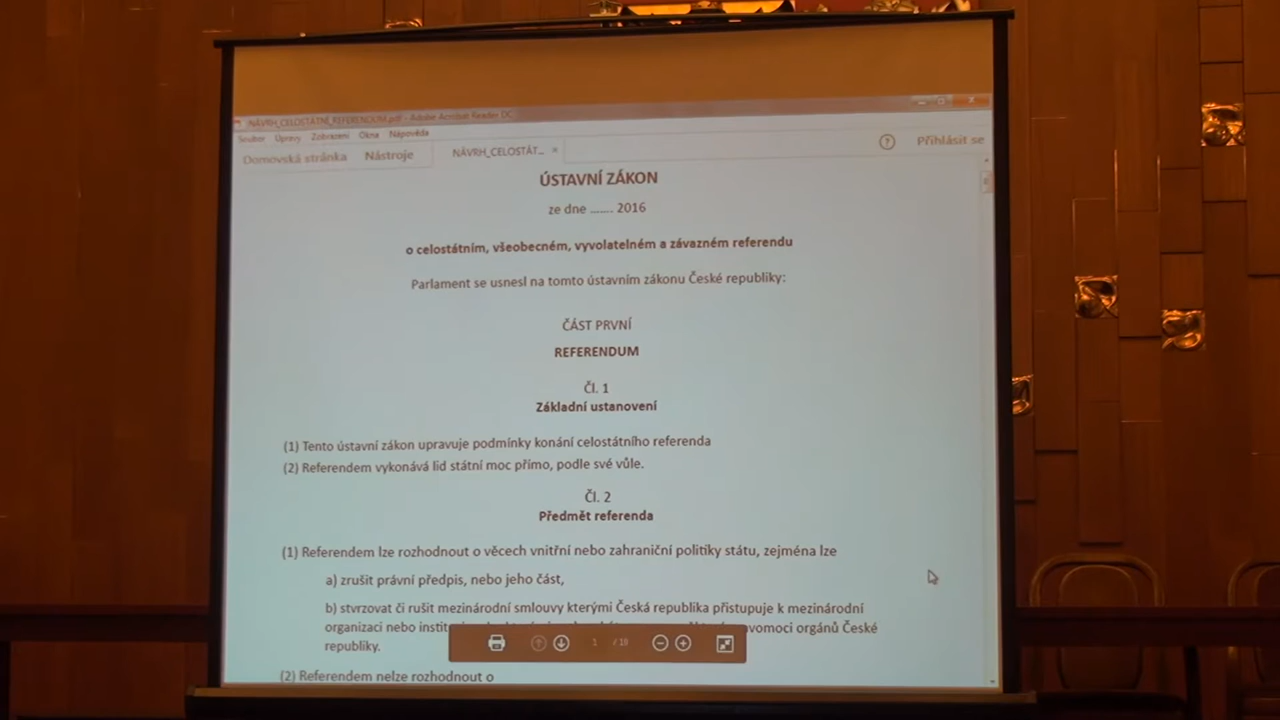 NÁVRH_CELOSTÁTNÍ_REFERENDUM.pdf - Adobe Acrobat Reader DC
Soubor Úpravy Zobrazení Okna Nápověda
Domovská stránka Nástroje NÁVRH_CELOSTÁT... × ? Přihlásit se
ÚSTAVNÍ ZÁKON
ze dne ....... 2016
o celostátním, všeobecném, vyvolatelném a závazném referendu
Parlament se usnesl na tomto ústavním zákonu České republiky:
ČÁST PRVNÍ
REFERENDUM
Čl. 1
Základní ustanovení
(1) Tento ústavní zákon upravuje podmínky konání celostátního referenda
(2) Referendem vykonává lid státní moc přímo, podle své vůle.
Čl. 2
Předmět referenda
(1) Referendem lze rozhodnout o věcech vnitřní nebo zahraniční politiky státu, zejména lze
a) zrušit právní předpis, nebo jeho část,
b) stvrzovat či rušit mezinárodní smlouvy kterými Česká republika přistupuje k mezinárodní
organizaci nebo orgánů České
republiky.
1 / 18
(2) Referendem nelze rozhodnout o